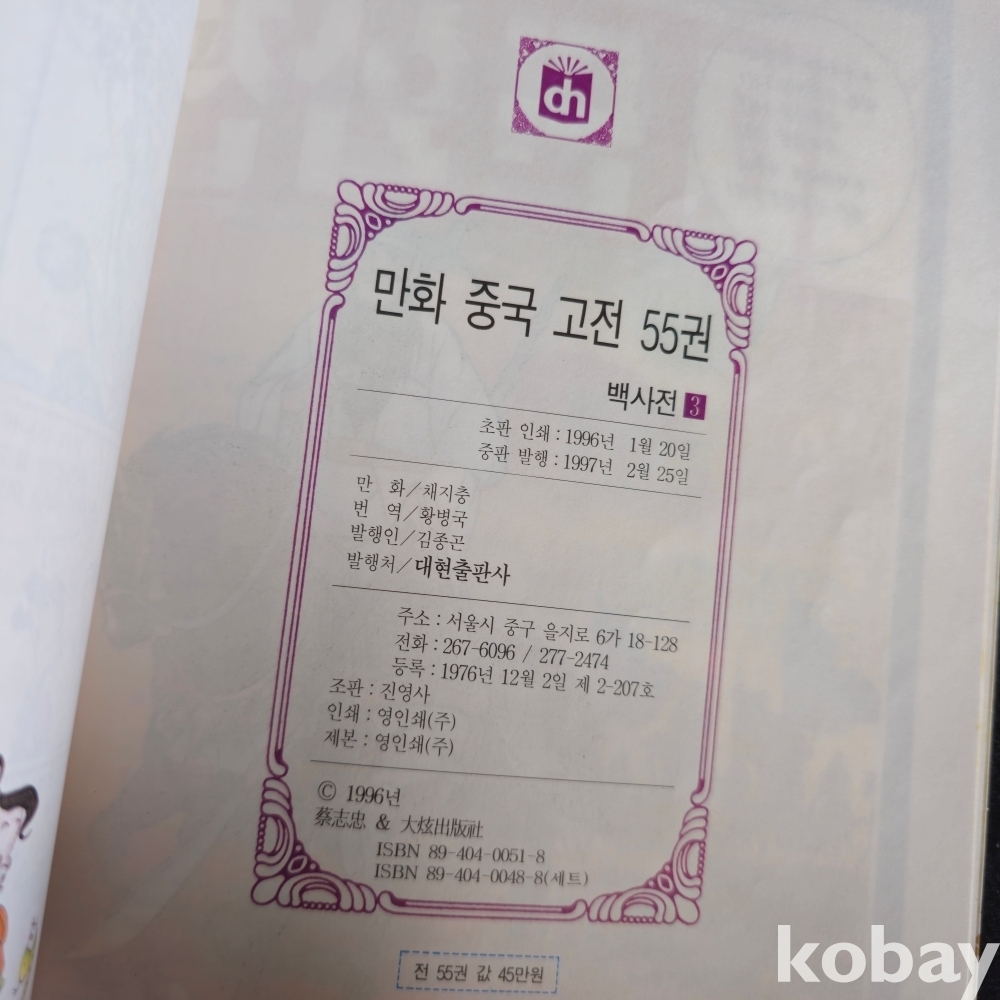 dh
만화 중국 고전 55권
백사전 3
초판 인쇄 : 1996년 1월 20일
중판 발행 : 1997년 2월 25일
만 화/채지충
번 역/황병국
발행인/김종곤
발행처/대현출판사
주소 : 서울시 중구 을지로 6가 18-128
전화 : 267-6096 / 277-2474
등록 : 1976년 12월 2일 제 2-207호
조판 : 진영사
인쇄 : 영인쇄(주)
제본 : 영인쇄(주)
© 1996년
蔡志忠 & 大炫出版社
ISBN 89-404-0051-8
ISBN 89-404-0048-8(세트)
전 55권 값 45만원
kobay